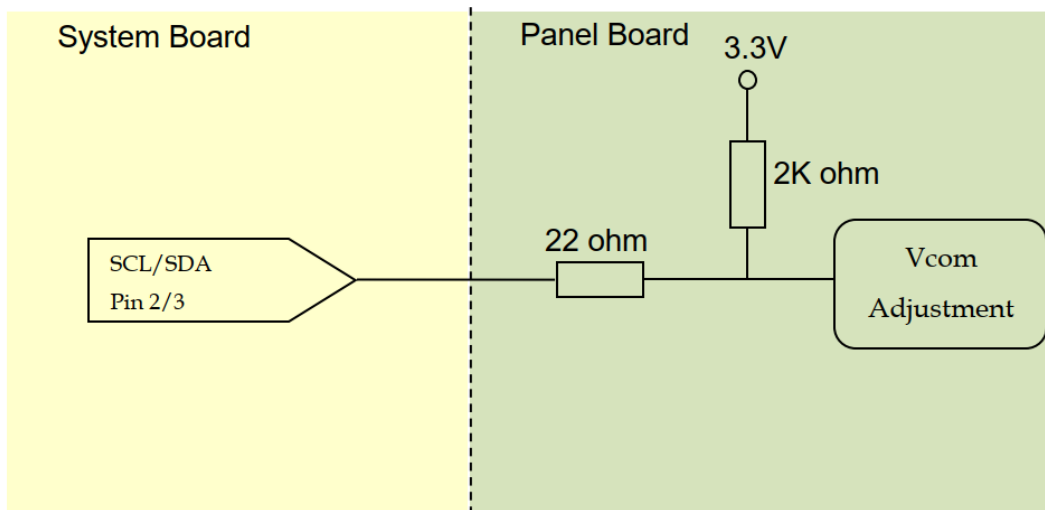 System Board
Panel Board
3.3V
2K ohm
22 ohm
SCL/SDA
Pin 2/3
Vcom
Adjustment